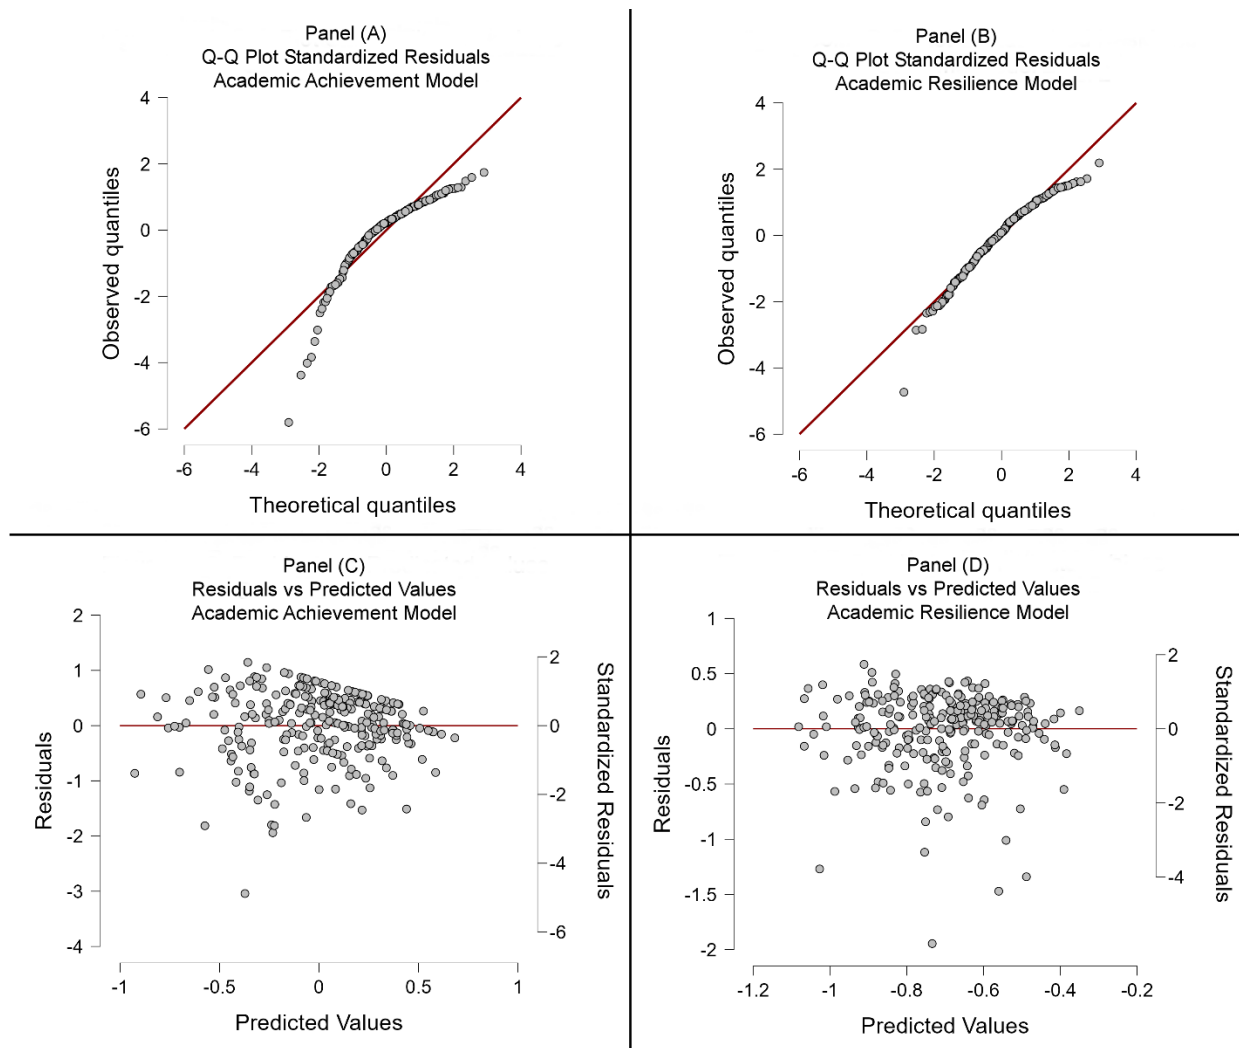 Panel (A)
Q-Q Plot Standardized Residuals
Academic Achievement Model
4
2
0
-2
-4
-6
Observed quantiles
-6
-4
-2
0
2
4
Theoretical quantiles
Panel (B)
Q-Q Plot Standardized Residuals
Academic Resilience Model
4
2
0
-2
-4
-6
Observed quantiles
-6
-4
-2
0
2
4
Theoretical quantiles
Panel (C)
Residuals vs Predicted Values
Academic Achievement Model
2
1
0
-1
-2
-3
-4
Residuals
2
0
-2
-4
-6
Standardized Residuals
-1
-0.5
0
0.5
1
Predicted Values
Panel (D)
Residuals vs Predicted Values
Academic Resilience Model
1
0.5
0
-0.5
-1
-1.5
-2
Residuals
2
0
-2
-4
Standardized Residuals
-1.2
-1
-0.8
-0.6
-0.4
-0.2
Predicted Values